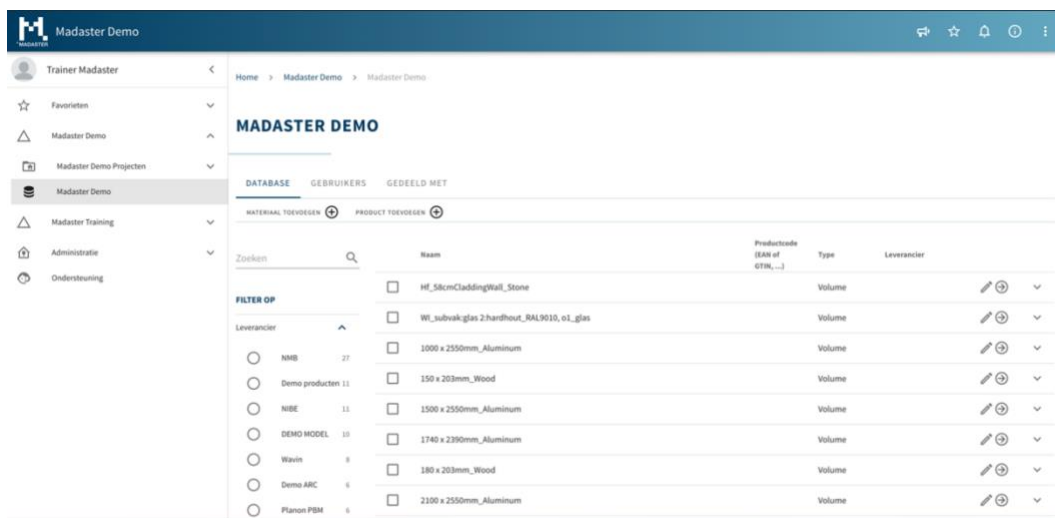 MADASTER
Madaster Demo
Trainer Madaster
Favorieten
Madaster Demo
Madaster Demo Projecten
Madaster Demo
Madaster Training
Administratie
Ondersteuning
Home > Madaster Demo > Madaster Demo
MADASTER DEMO
DATABASE GEBRUIKERS GEDEELD MET
MATERIAAL TOEVOEGEN PRODUCT TOEVOEGEN
Zoeken
FILTER OP
Leverancier
NMB 27
Demo producten 11
NIBE 11
DEMO MODEL 10
Wavin 8
Demo ARC 6
Planon PBM 6
Naam Productcode (EAN of GTIN, ...) Type Leverancier
Hf_58cmCladdingWall_Stone Volume
WI_subvak:glas 2:hardhout_RAL9010, o1_glas Volume
1000 x 2550mm_Aluminum Volume
150 x 203mm_Wood Volume
1500 x 2550mm_Aluminum Volume
1740 x 2390mm_Aluminum Volume
180 x 203mm_Wood Volume
2100 x 2550mm_Aluminum Volume